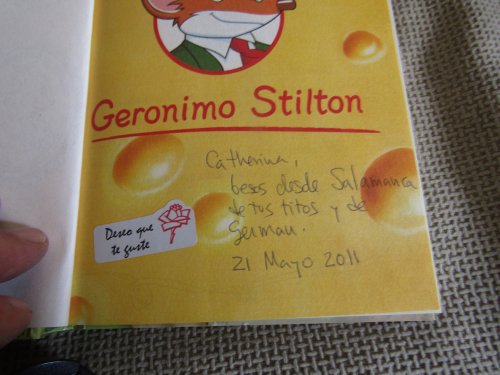 Geronimo Stilton
Catherina,
besos desde Salamanca
de tus titos y de
German.
21 Mayo 2011
Deseo que
te guste